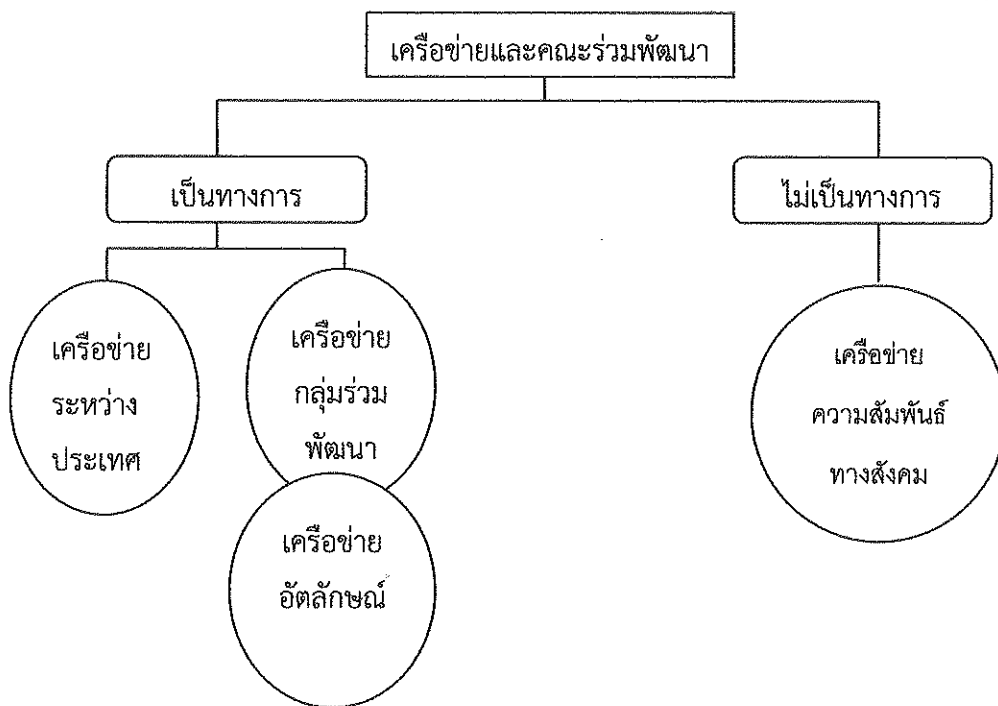 เครือข่ายและคณะร่วมพัฒนา
เป็นทางการ
ไม่เป็นทางการ
เครือข่าย
ระหว่าง
ประเทศ
เครือข่าย
กลุ่มร่วม
พัฒนา
เครือข่าย
อัตลักษณ์
เครือข่าย
ความสัมพันธ์
ทางสังคม